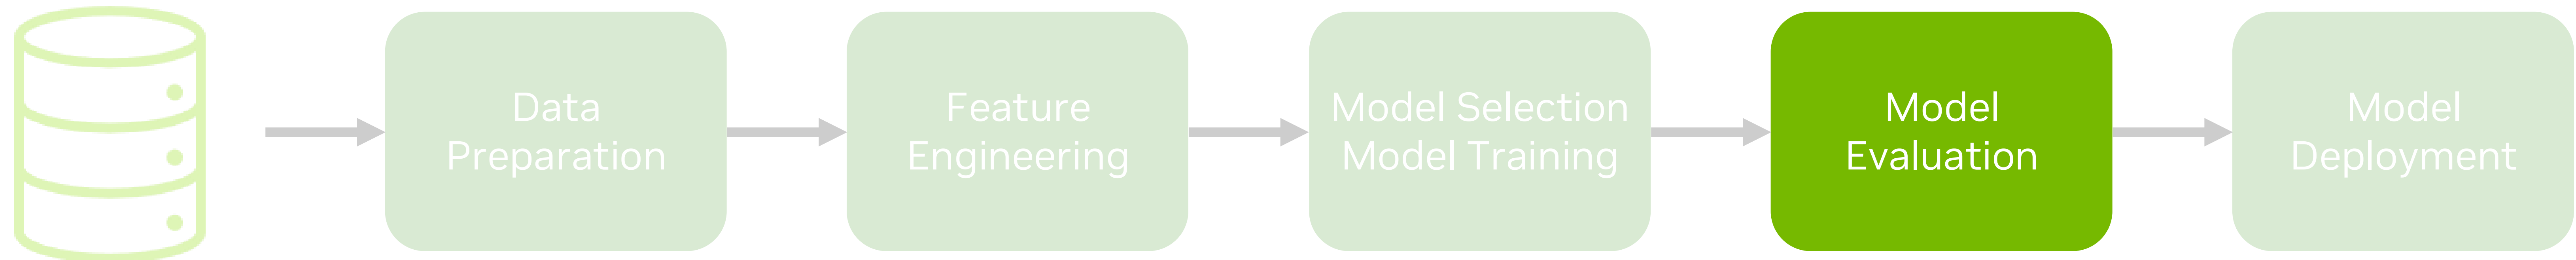 Data
Preparation
Feature
Engineering
Model Selection
Model Training
Model
Evaluation
Model
Deployment